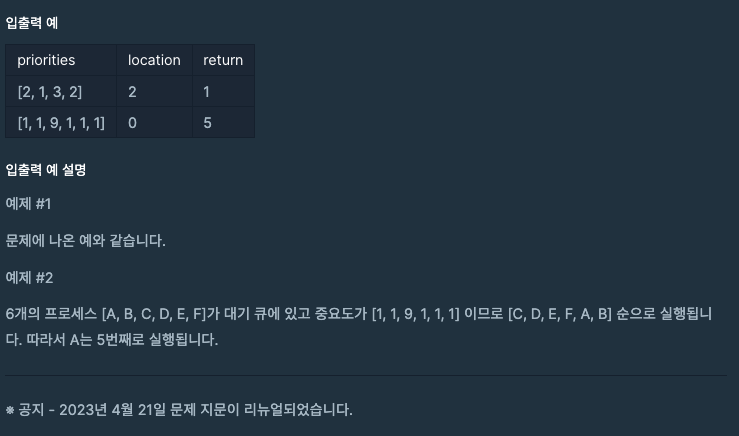 입출력 예
priorities location return
[2, 1, 3, 2] 2 1
[1, 1, 9, 1, 1, 1] 0 5
입출력 예 설명
예제 #1
문제에 나온 예와 같습니다.
예제 #2
6개의 프로세스 [A, B, C, D, E, F]가 대기 큐에 있고 중요도가 [1, 1, 9, 1, 1, 1] 이므로 [C, D, E, F, A, B] 순으로 실행됩니
다. 따라서 A는 5번째로 실행됩니다.
※ 공지 - 2023년 4월 21일 문제 지문이 리뉴얼되었습니다.